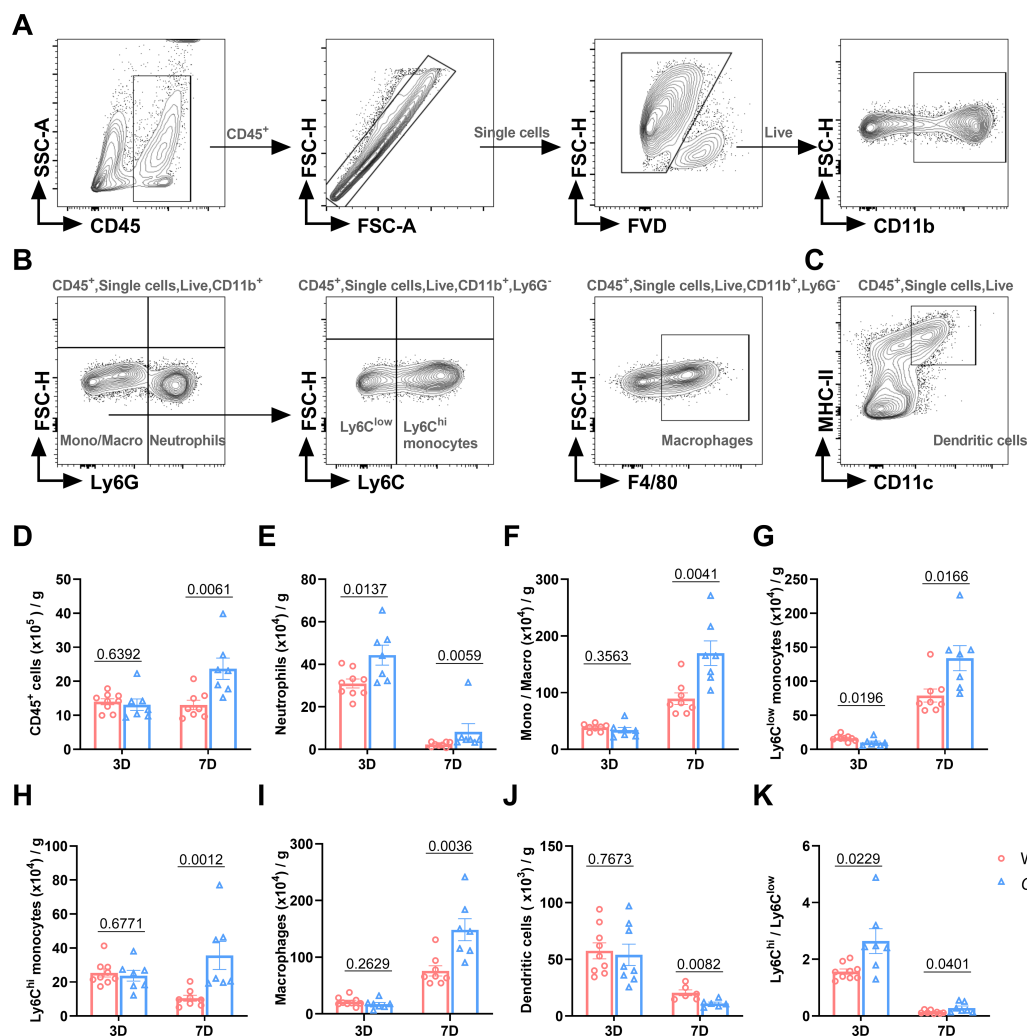 A
SSC-A
CD45
CD45⁺
FSC-H
FSC-A
Single cells
FSC-H
FVD
Live
FSC-H
CD11b
B
CD45⁺,Single cells,Live,CD11b⁺
FSC-H
Mono/Macro
Neutrophils
Ly6G
CD45⁺,Single cells,Live,CD11b⁺,Ly6G⁻
FSC-H
Ly6Cˡᵒʷ
Ly6Cʰⁱ
monocytes
Ly6C
CD45⁺,Single cells,Live,CD11b⁺,Ly6G⁻
FSC-H
Macrophages
F4/80
C
CD45⁺,Single cells,Live
MHC-II
Dendritic cells
CD11c
D
CD45⁺ cells (x10⁵) / g
50
40
30
20
10
0
0.6392
0.0061
3D
7D
E
Neutrophils (x10⁴) / g
100
80
60
40
20
0
0.0137
0.0059
3D
7D
F
Mono / Macro (x10⁴) / g
300
200
100
0
0.3563
0.0041
3D
7D
G
Ly6Cˡᵒʷ monocytes (x10⁴) / g
250
200
150
100
50
0
0.0196
0.0166
3D
7D
H
Ly6Cʰⁱ monocytes (x10⁴) / g
100
80
60
40
20
0
0.6771
0.0012
3D
7D
I
Macrophages (x10⁴) / g
300
200
100
0
0.2629
0.0036
3D
7D
J
Dendritic cells ( x10³) / g
150
100
50
0
0.7673
0.0082
3D
7D
K
Ly6Cʰⁱ / Ly6Cˡᵒʷ
6
4
2
0
0.0229
0.0401
3D
7D